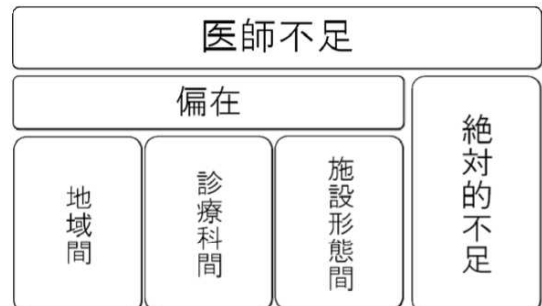 医師不足
偏在
地域間
診療科間
施設形態間
絶対的不足